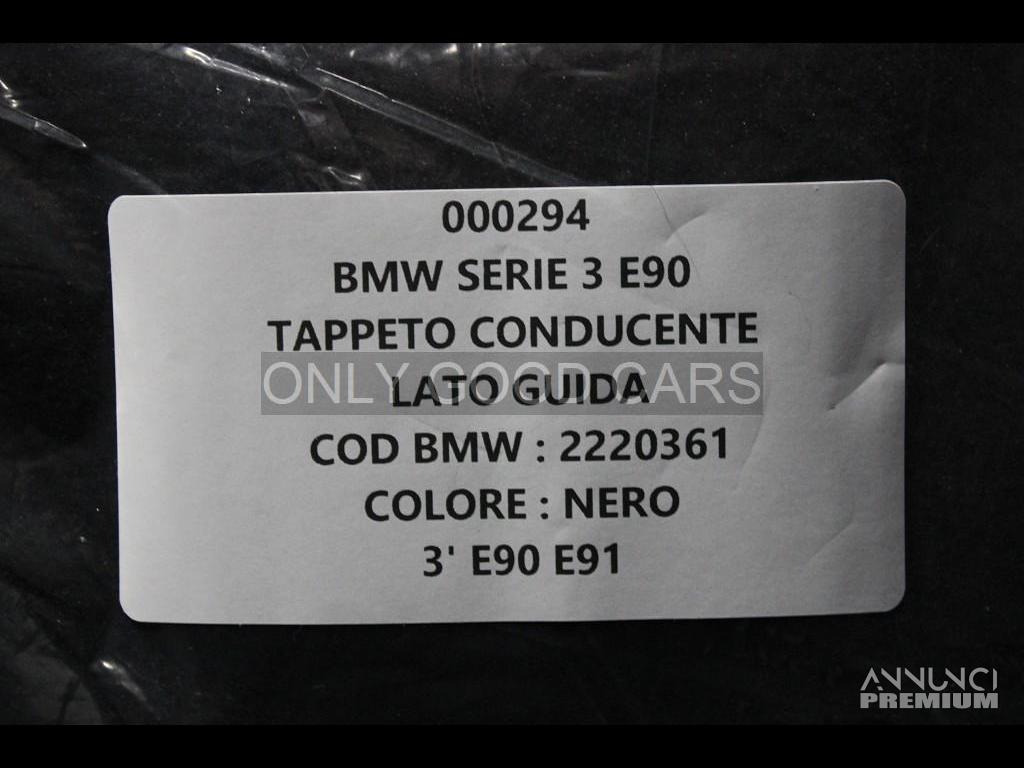 000294
BMW SERIE 3 E90
TAPPETO CONDUCENTE
LATO GUIDA
ONLY GOOD CARS
COD BMW : 2220361
COLORE : NERO
3' E90 E91
ANNUNCI
PREMIUM